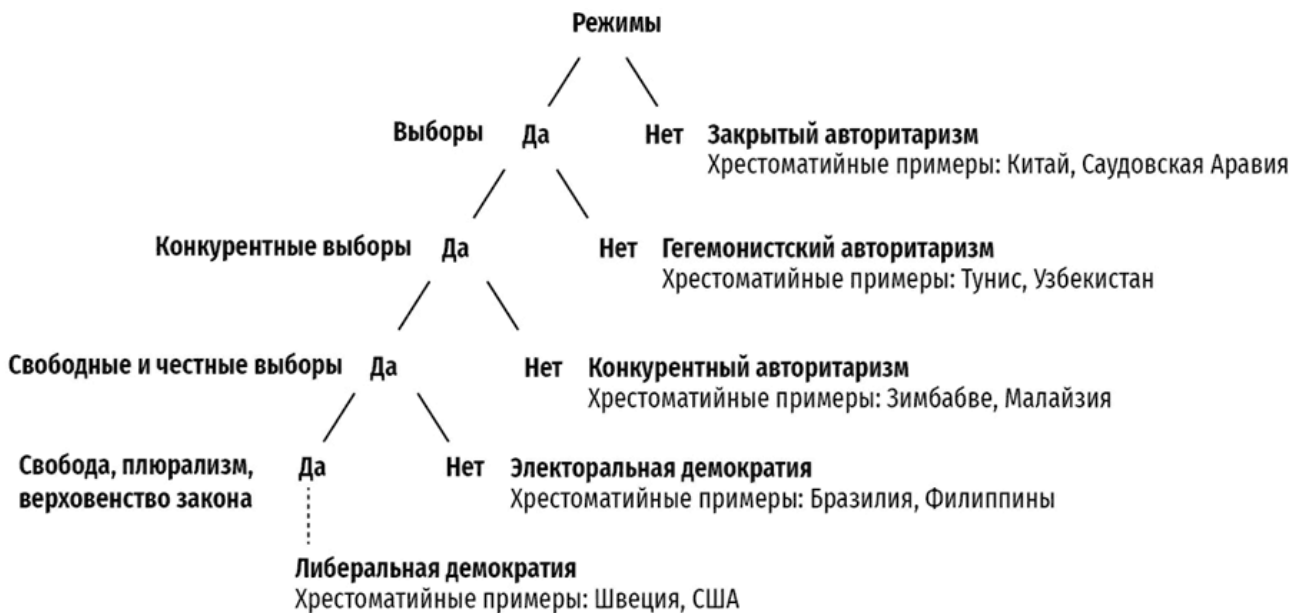 Режимы
Выборы Да Нет Закрытый авторитаризм
Хрестоматийные примеры: Китай, Саудовская Аравия
Конкурентные выборы Да Нет Гегемонистский авторитаризм
Хрестоматийные примеры: Тунис, Узбекистан
Свободные и честные выборы Да Нет Конкурентный авторитаризм
Хрестоматийные примеры: Зимбабве, Малайзия
Свобода, плюрализм, Да Нет Электоральная демократия
верховенство закона Хрестоматийные примеры: Бразилия, Филиппины
Либеральная демократия
Хрестоматийные примеры: Швеция, США